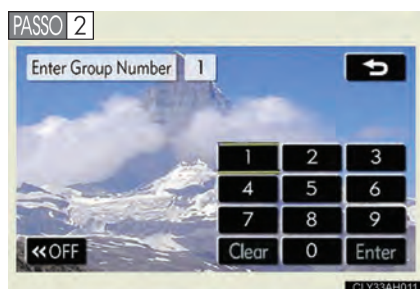 PASSO 2
Enter Group Number 1
1 2 3
4 5 6
7 8 9
«OFF Clear 0 Enter
CLY33AH011